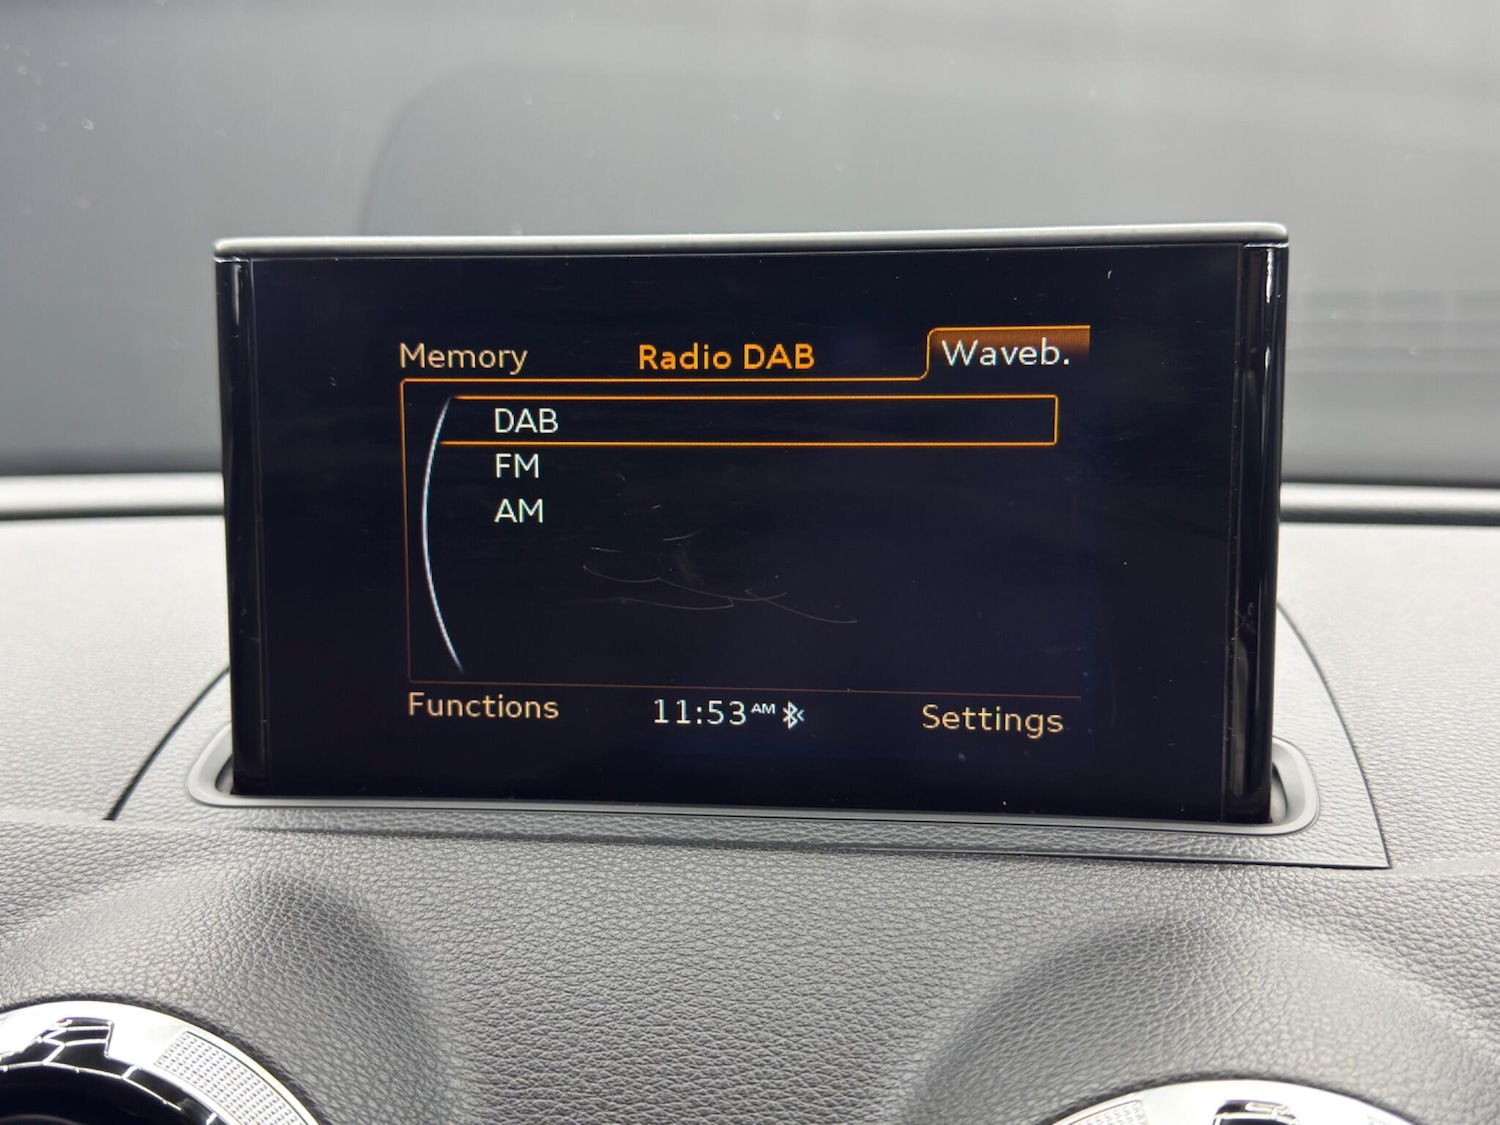 Memory Radio DAB Waveb.
DAB
FM
AM
Functions 11:53 AM Settings